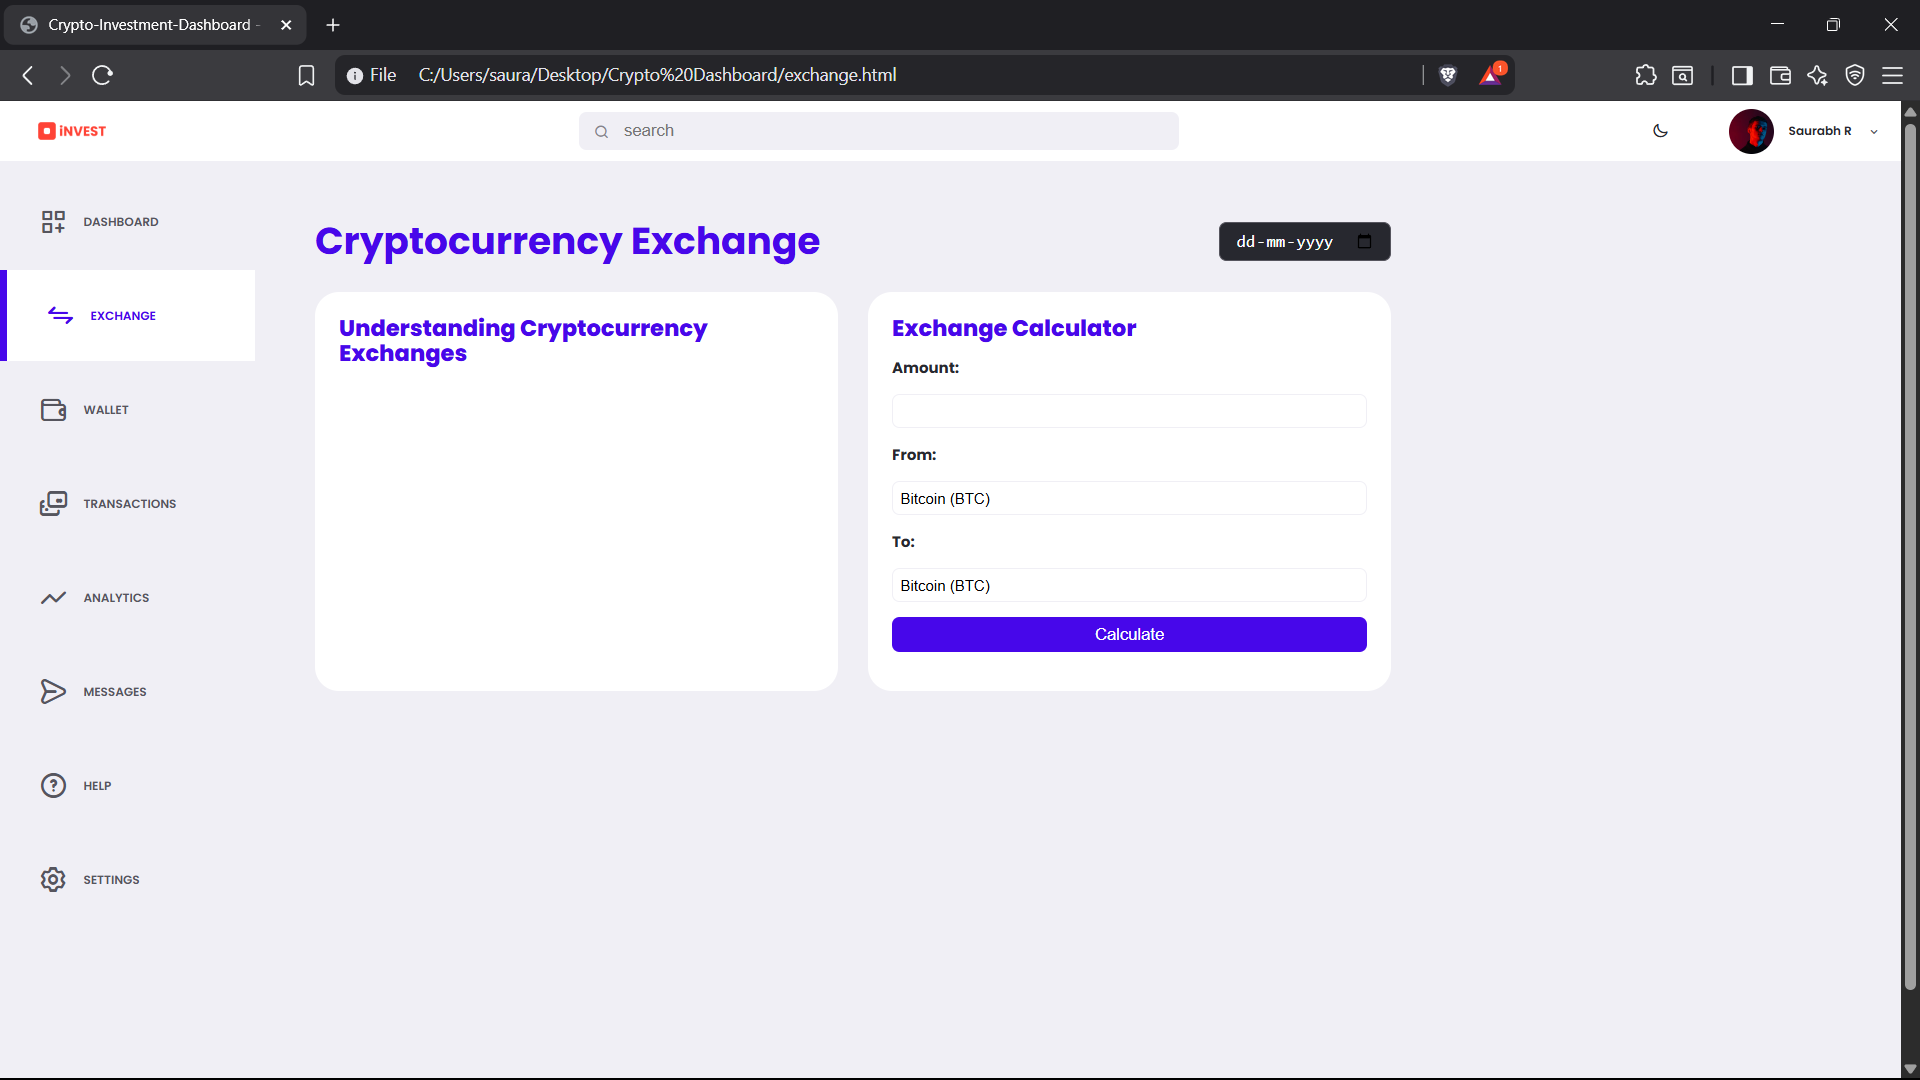 Crypto-Investment-Dashboard -
File C:/Users/saura/Desktop/Crypto%20Dashboard/exchange.html
1
iNVEST
search
Saurabh R
DASHBOARD
EXCHANGE
WALLET
TRANSACTIONS
ANALYTICS
MESSAGES
HELP
SETTINGS
Cryptocurrency Exchange
dd-mm-yyyy
Understanding Cryptocurrency
Exchanges
Exchange Calculator
Amount:
From:
Bitcoin (BTC)
To:
Bitcoin (BTC)
Calculate